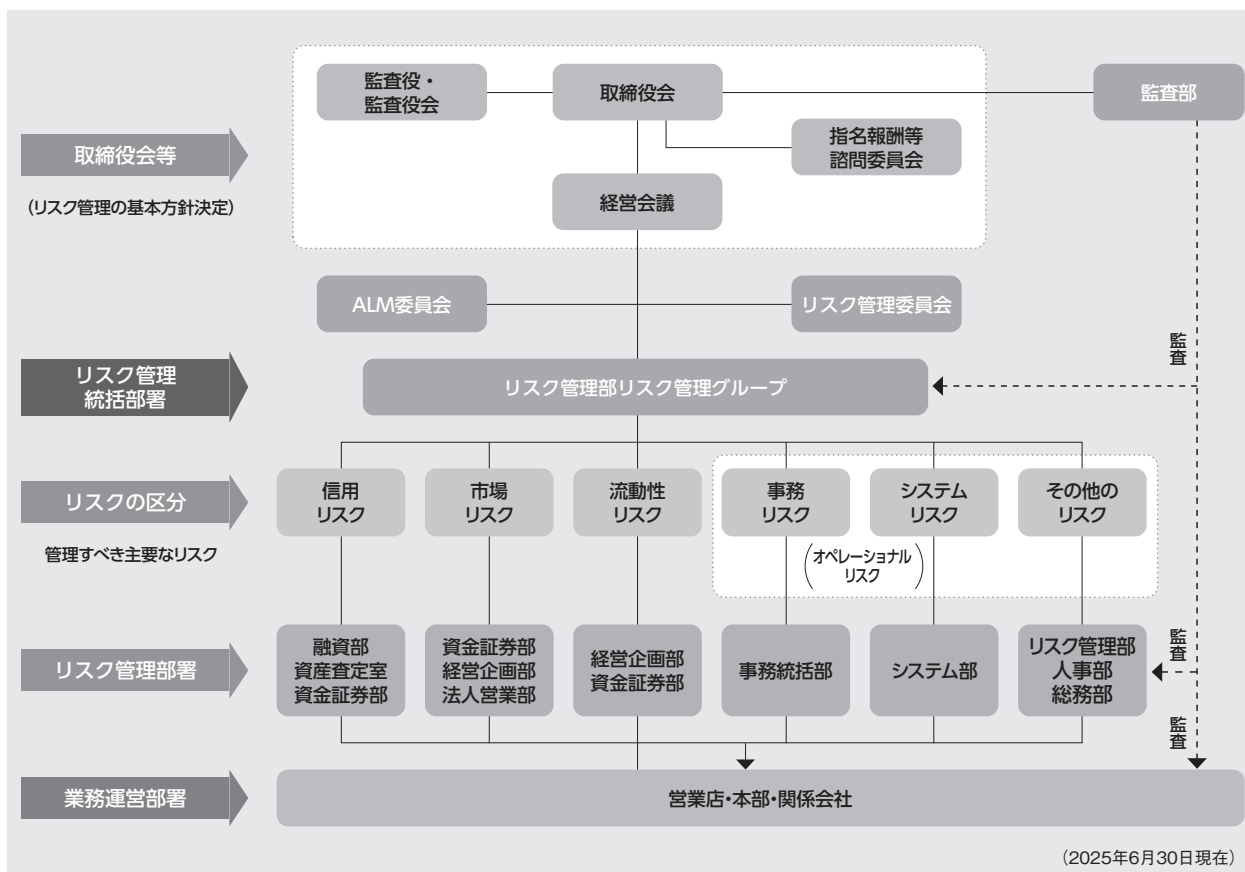 監査役・
監査役会
取締役会
監査部
取締役会等
指名報酬等
諮問委員会
(リスク管理の基本方針決定)
経営会議
ALM委員会
リスク管理委員会
監査
リスク管理
統括部署
リスク管理部リスク管理グループ
リスクの区分
管理すべき主要なリスク
信用
リスク
市場
リスク
流動性
リスク
事務
リスク
システム
リスク
その他の
リスク
(オペレーショナル
リスク)
リスク管理部署
融資部
資産査定室
資金証券部
資金証券部
経営企画部
法人営業部
経営企画部
資金証券部
事務統括部
システム部
リスク管理部
人事部
総務部
監査
監査
業務運営部署
営業店・本部・関係会社
(2025年6月30日現在)